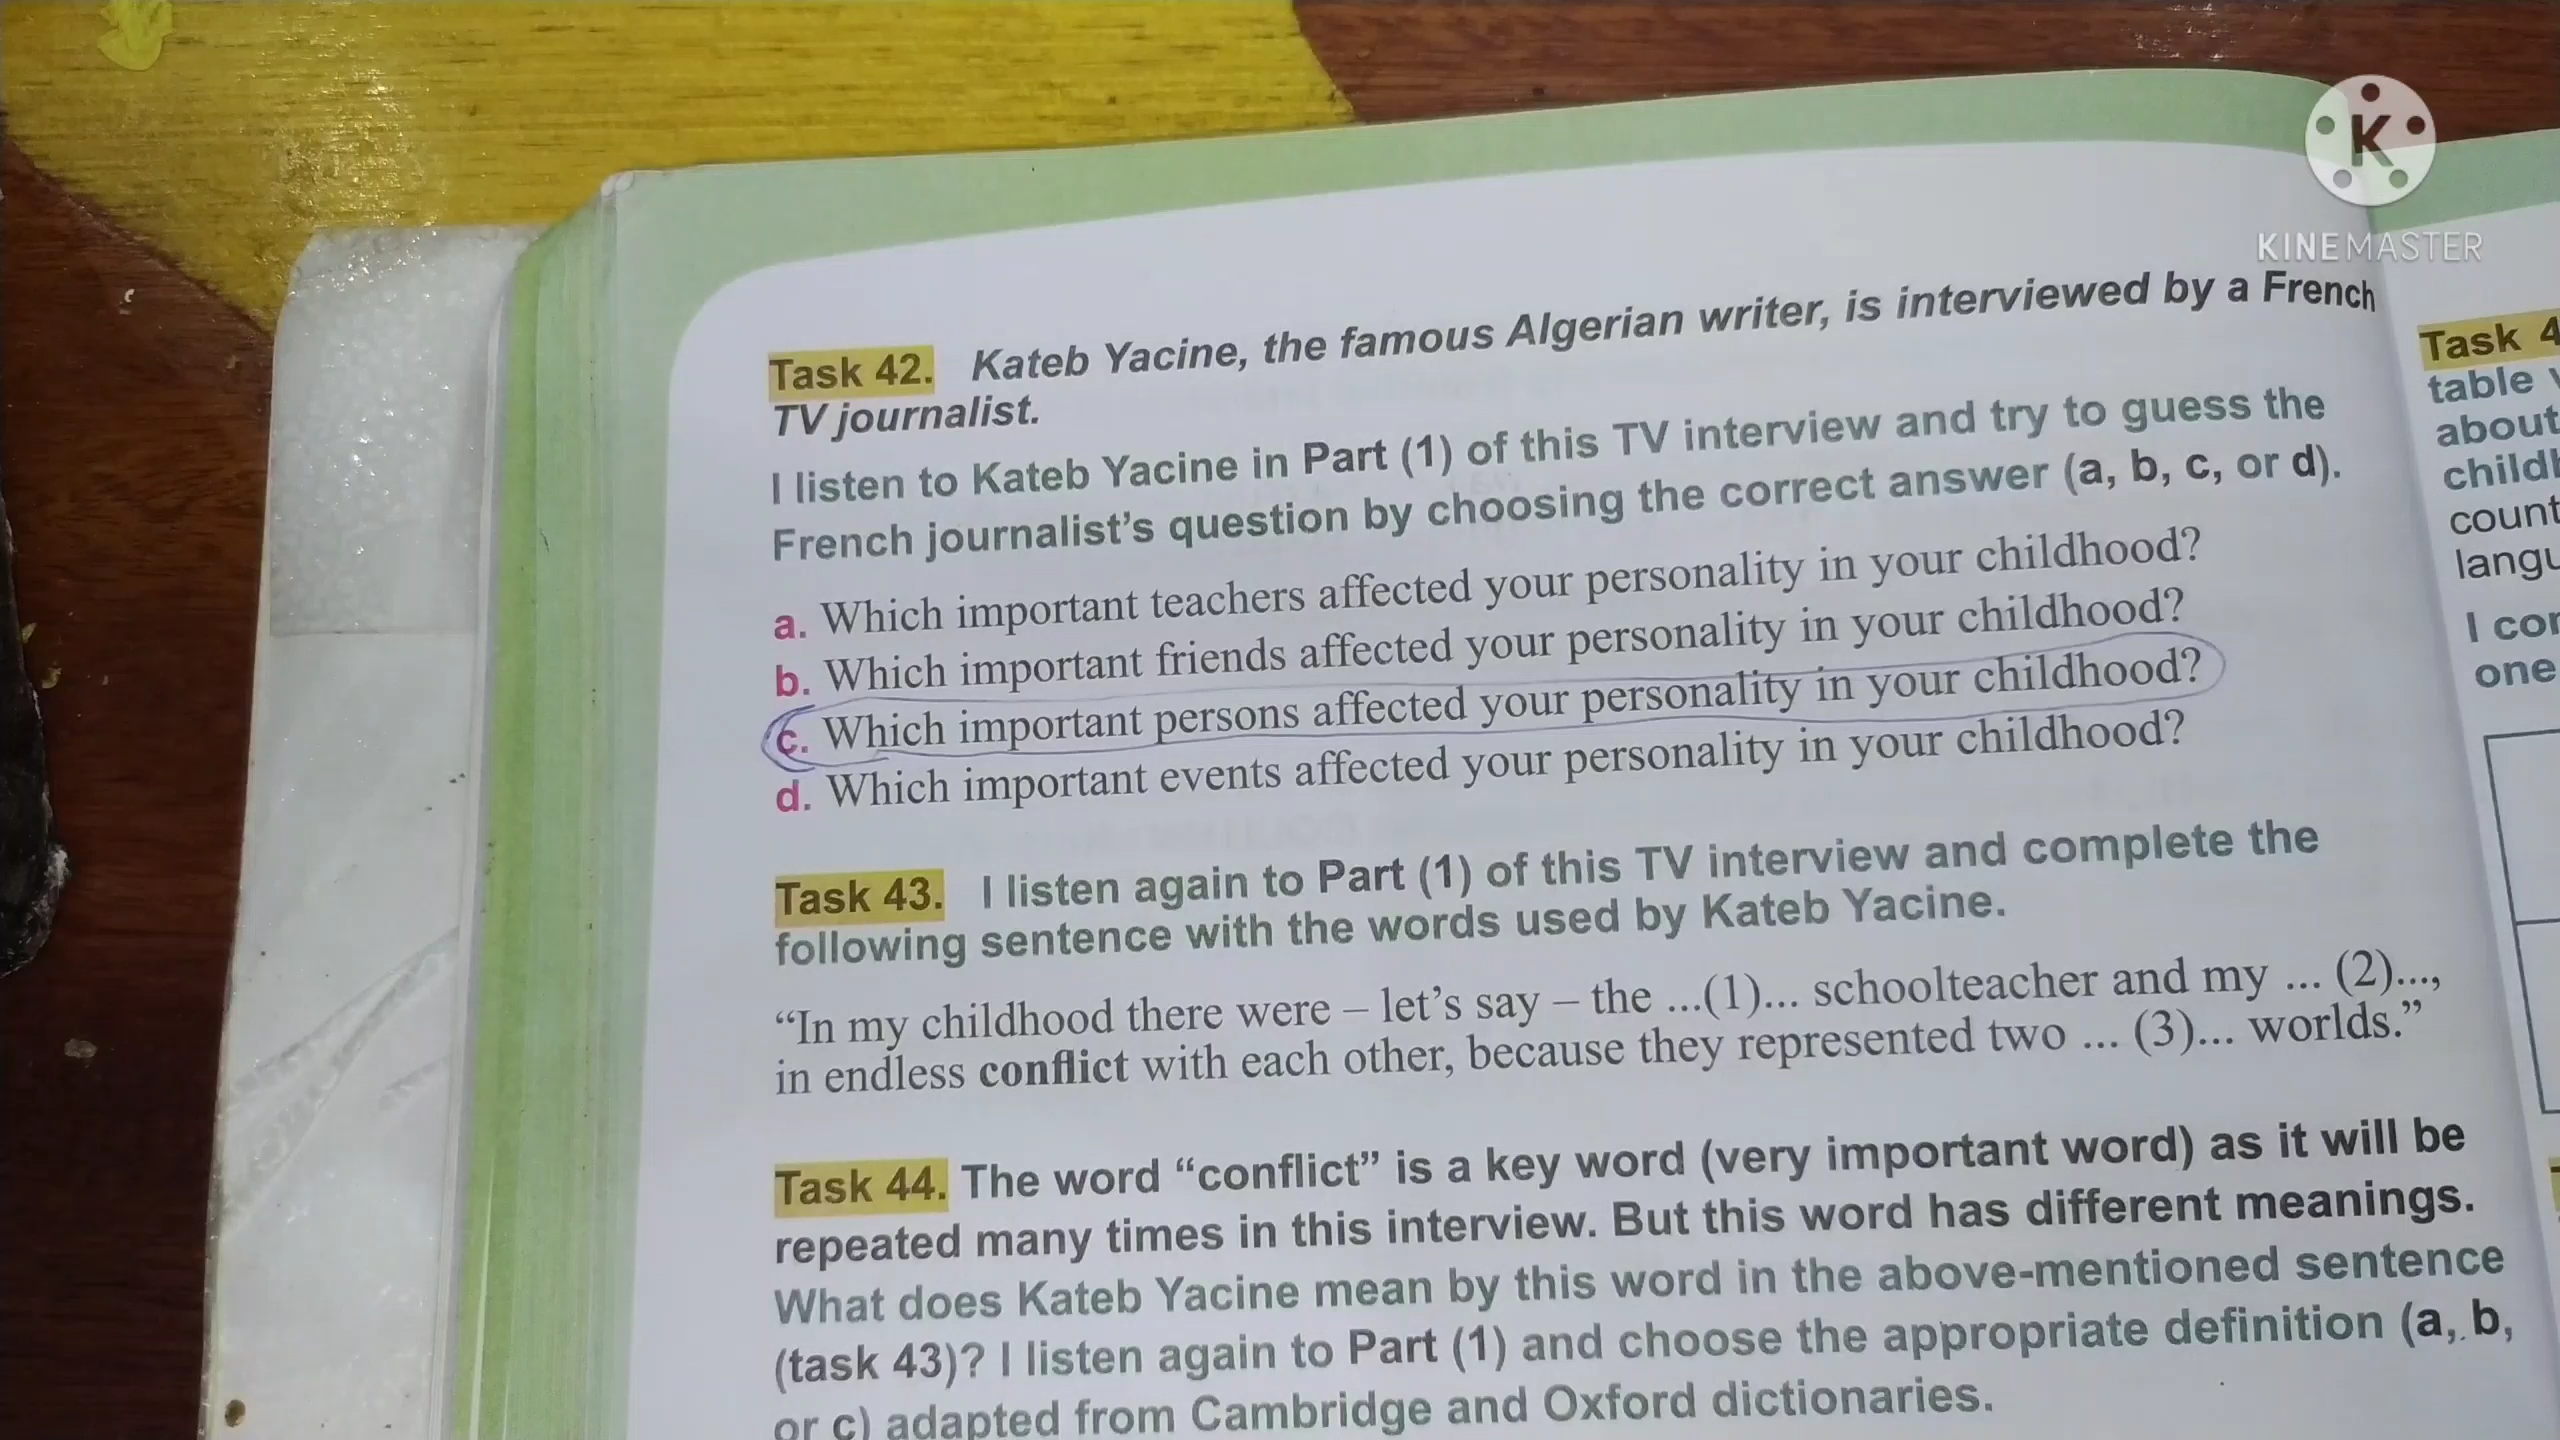 K
KINEMASTER
Task 42. Kateb Yacine, the famous Algerian writer, is interviewed by a French
TV journalist.
I listen to Kateb Yacine in Part (1) of this TV interview and try to guess the
French journalist's question by choosing the correct answer (a, b, c, or d).
a. Which important teachers affected your personality in your childhood?
b. Which important friends affected your personality in your childhood?
c. Which important persons affected your personality in your childhood?
d. Which important events affected your personality in your childhood?
Task 43. I listen again to Part (1) of this TV interview and complete the
following sentence with the words used by Kateb Yacine.
“In my childhood there were – let's say – the ...(1)... schoolteacher and my ... (2)...,
in endless conflict with each other, because they represented two ... (3)... worlds.”
Task 44. The word “conflict” is a key word (very important word) as it will be
repeated many times in this interview. But this word has different meanings.
What does Kateb Yacine mean by this word in the above-mentioned sentence
(task 43)? I listen again to Part (1) and choose the appropriate definition (a, b,
or c) adapted from Cambridge and Oxford dictionaries.
Task 4
table
about
one